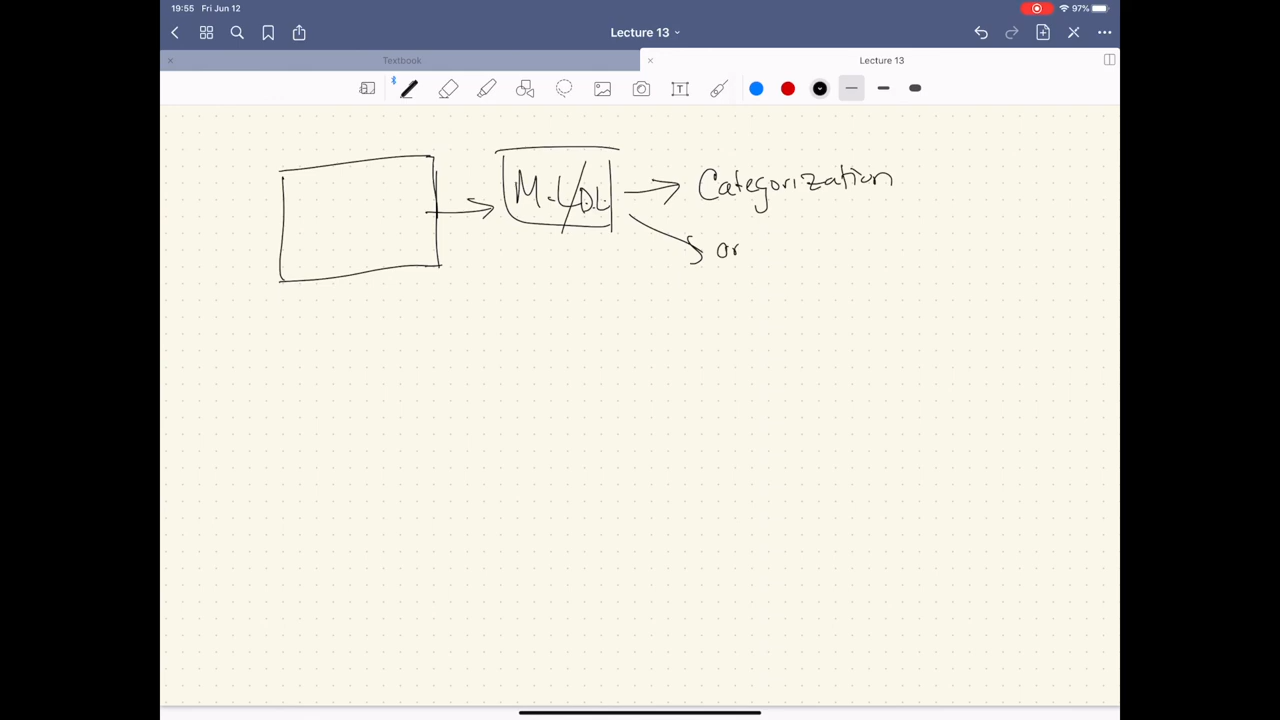 19:55 Fri Jun 12
97%
Lecture 13
Textbook
Lecture 13
T
M.L/D.L
Categorization
or